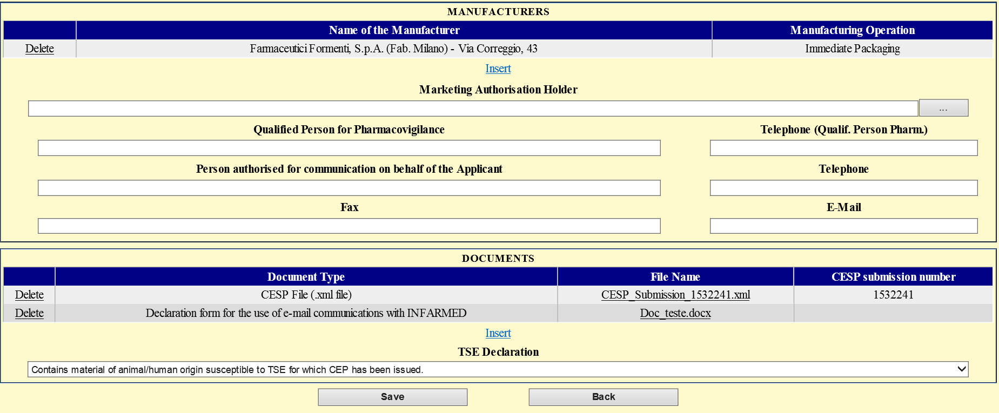 MANUFACTURERS
Name of the Manufacturer Manufacturing Operation
Delete Farmaceutici Formenti, S.p.A. (Fab. Milano) - Via Correggio, 43 Immediate Packaging
Insert
Marketing Authorisation Holder
...
Qualified Person for Pharmacovigilance Telephone (Qualif. Person Pharm.)
Person authorised for communication on behalf of the Applicant Telephone
Fax E-Mail
DOCUMENTS
Document Type File Name CESP submission number
Delete CESP File (.xml file) CESP_Submission_1532241.xml 1532241
Delete Declaration form for the use of e-mail communications with INFARMED Doc_teste.docx
Insert
TSE Declaration
Contains material of animal/human origin susceptible to TSE for which CEP has been issued.
Save Back